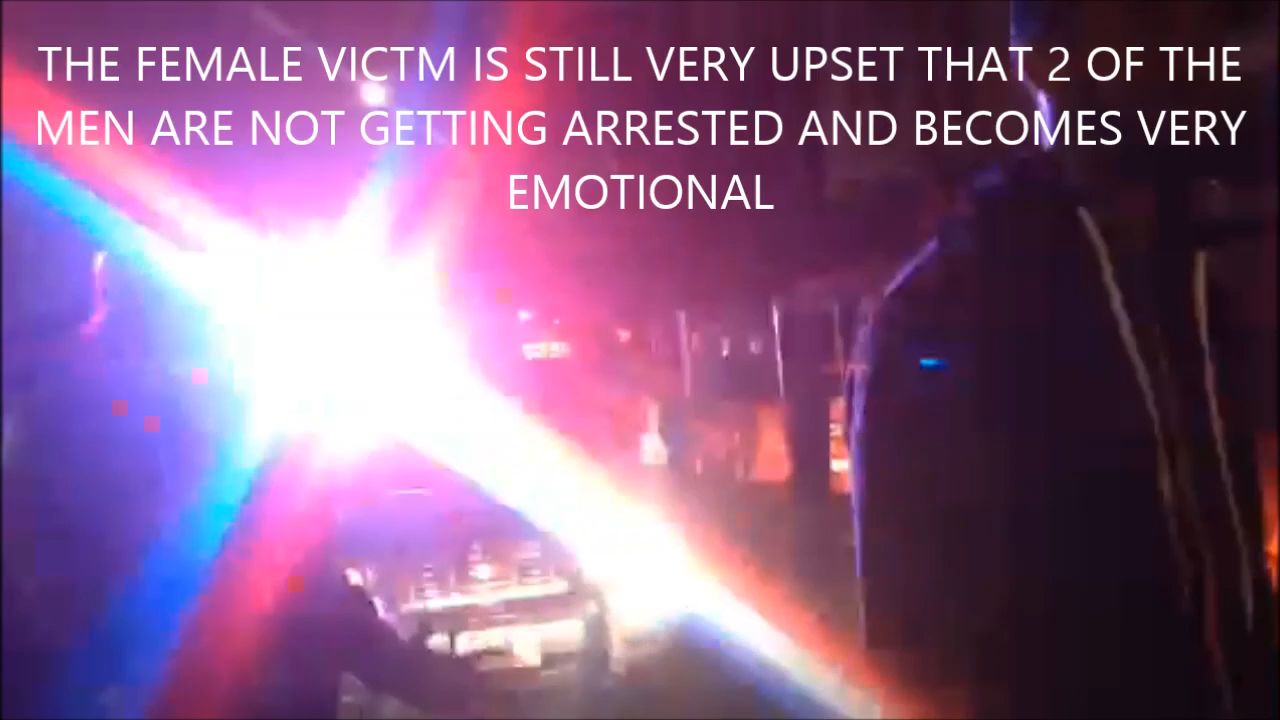 THE FEMALE VICTM IS STILL VERY UPSET THAT 2 OF THE
MEN ARE NOT GETTING ARRESTED AND BECOMES VERY
EMOTIONAL